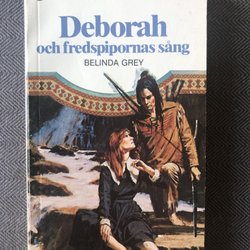 Deborah
och fredspipornas sång
BELINDA GREY